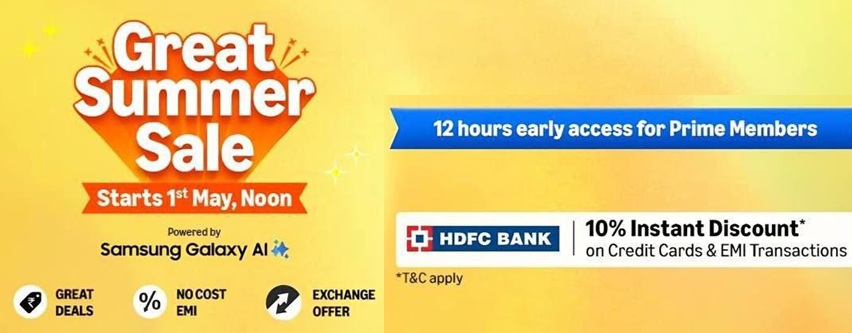 Great
Summer
Sale
Starts 1st May, Noon
Powered by
Samsung Galaxy AI
GREAT
DEALS
%
NO COST
EMI
EXCHANGE
OFFER
12 hours early access for Prime Members
HDFC BANK
10% Instant Discount*
on Credit Cards & EMI Transactions
*T&C apply